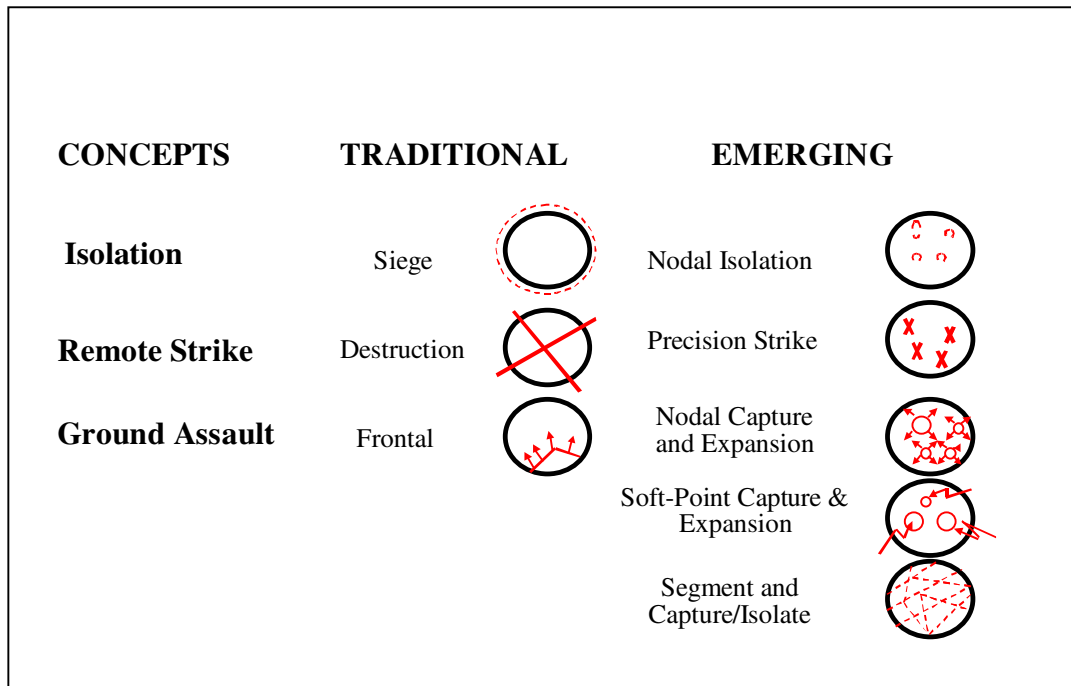 CONCEPTS TRADITIONAL EMERGING
Isolation Siege Nodal Isolation
Remote Strike Destruction Precision Strike
Ground Assault Frontal Nodal Capture
and Expansion
Soft-Point Capture &
Expansion
Segment and
Capture/Isolate